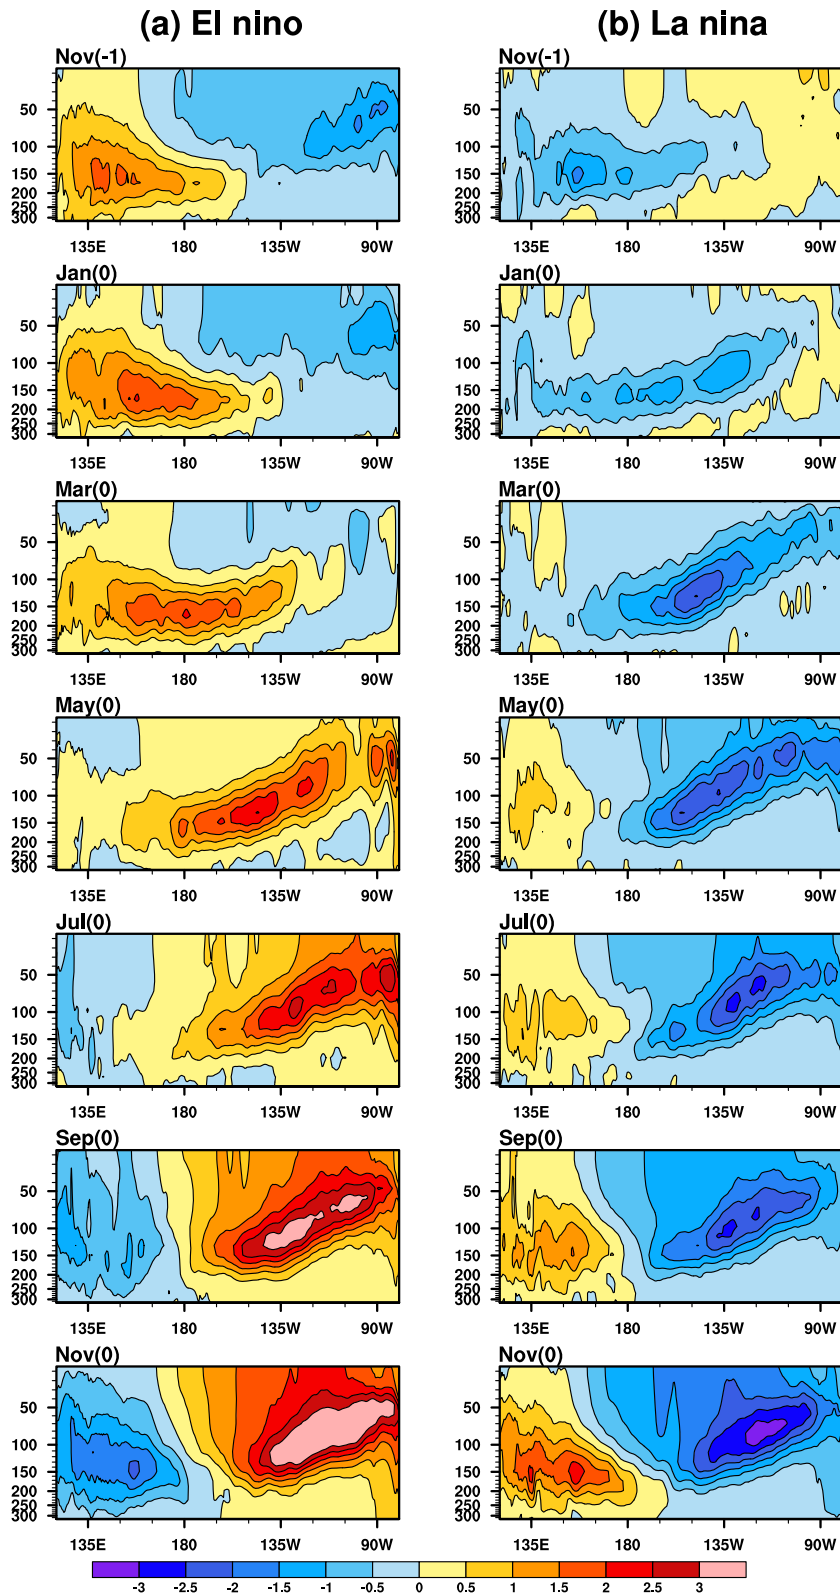 (a) El nino (b) La nina
Nov(-1) Nov(-1)
50 50
100 100
150 150
200 200
250 250
300 300
135E 180 135W 90W 135E 180 135W 90W
Jan(0) Jan(0)
50 50
100 100
150 150
200 200
250 250
300 300
135E 180 135W 90W 135E 180 135W 90W
Mar(0) Mar(0)
50 50
100 100
150 150
200 200
250 250
300 300
135E 180 135W 90W 135E 180 135W 90W
May(0) May(0)
50 50
100 100
150 150
200 200
250 250
300 300
135E 180 135W 90W 135E 180 135W 90W
Jul(0) Jul(0)
50 50
100 100
150 150
200 200
250 250
300 300
135E 180 135W 90W 135E 180 135W 90W
Sep(0) Sep(0)
50 50
100 100
150 150
200 200
250 250
300 300
135E 180 135W 90W 135E 180 135W 90W
Nov(0) Nov(0)
50 50
100 100
150 150
200 200
250 250
300 300
135E 180 135W 90W 135E 180 135W 90W
-3 -2.5 -2 -1.5 -1 -0.5 0 0.5 1 1.5 2 2.5 3